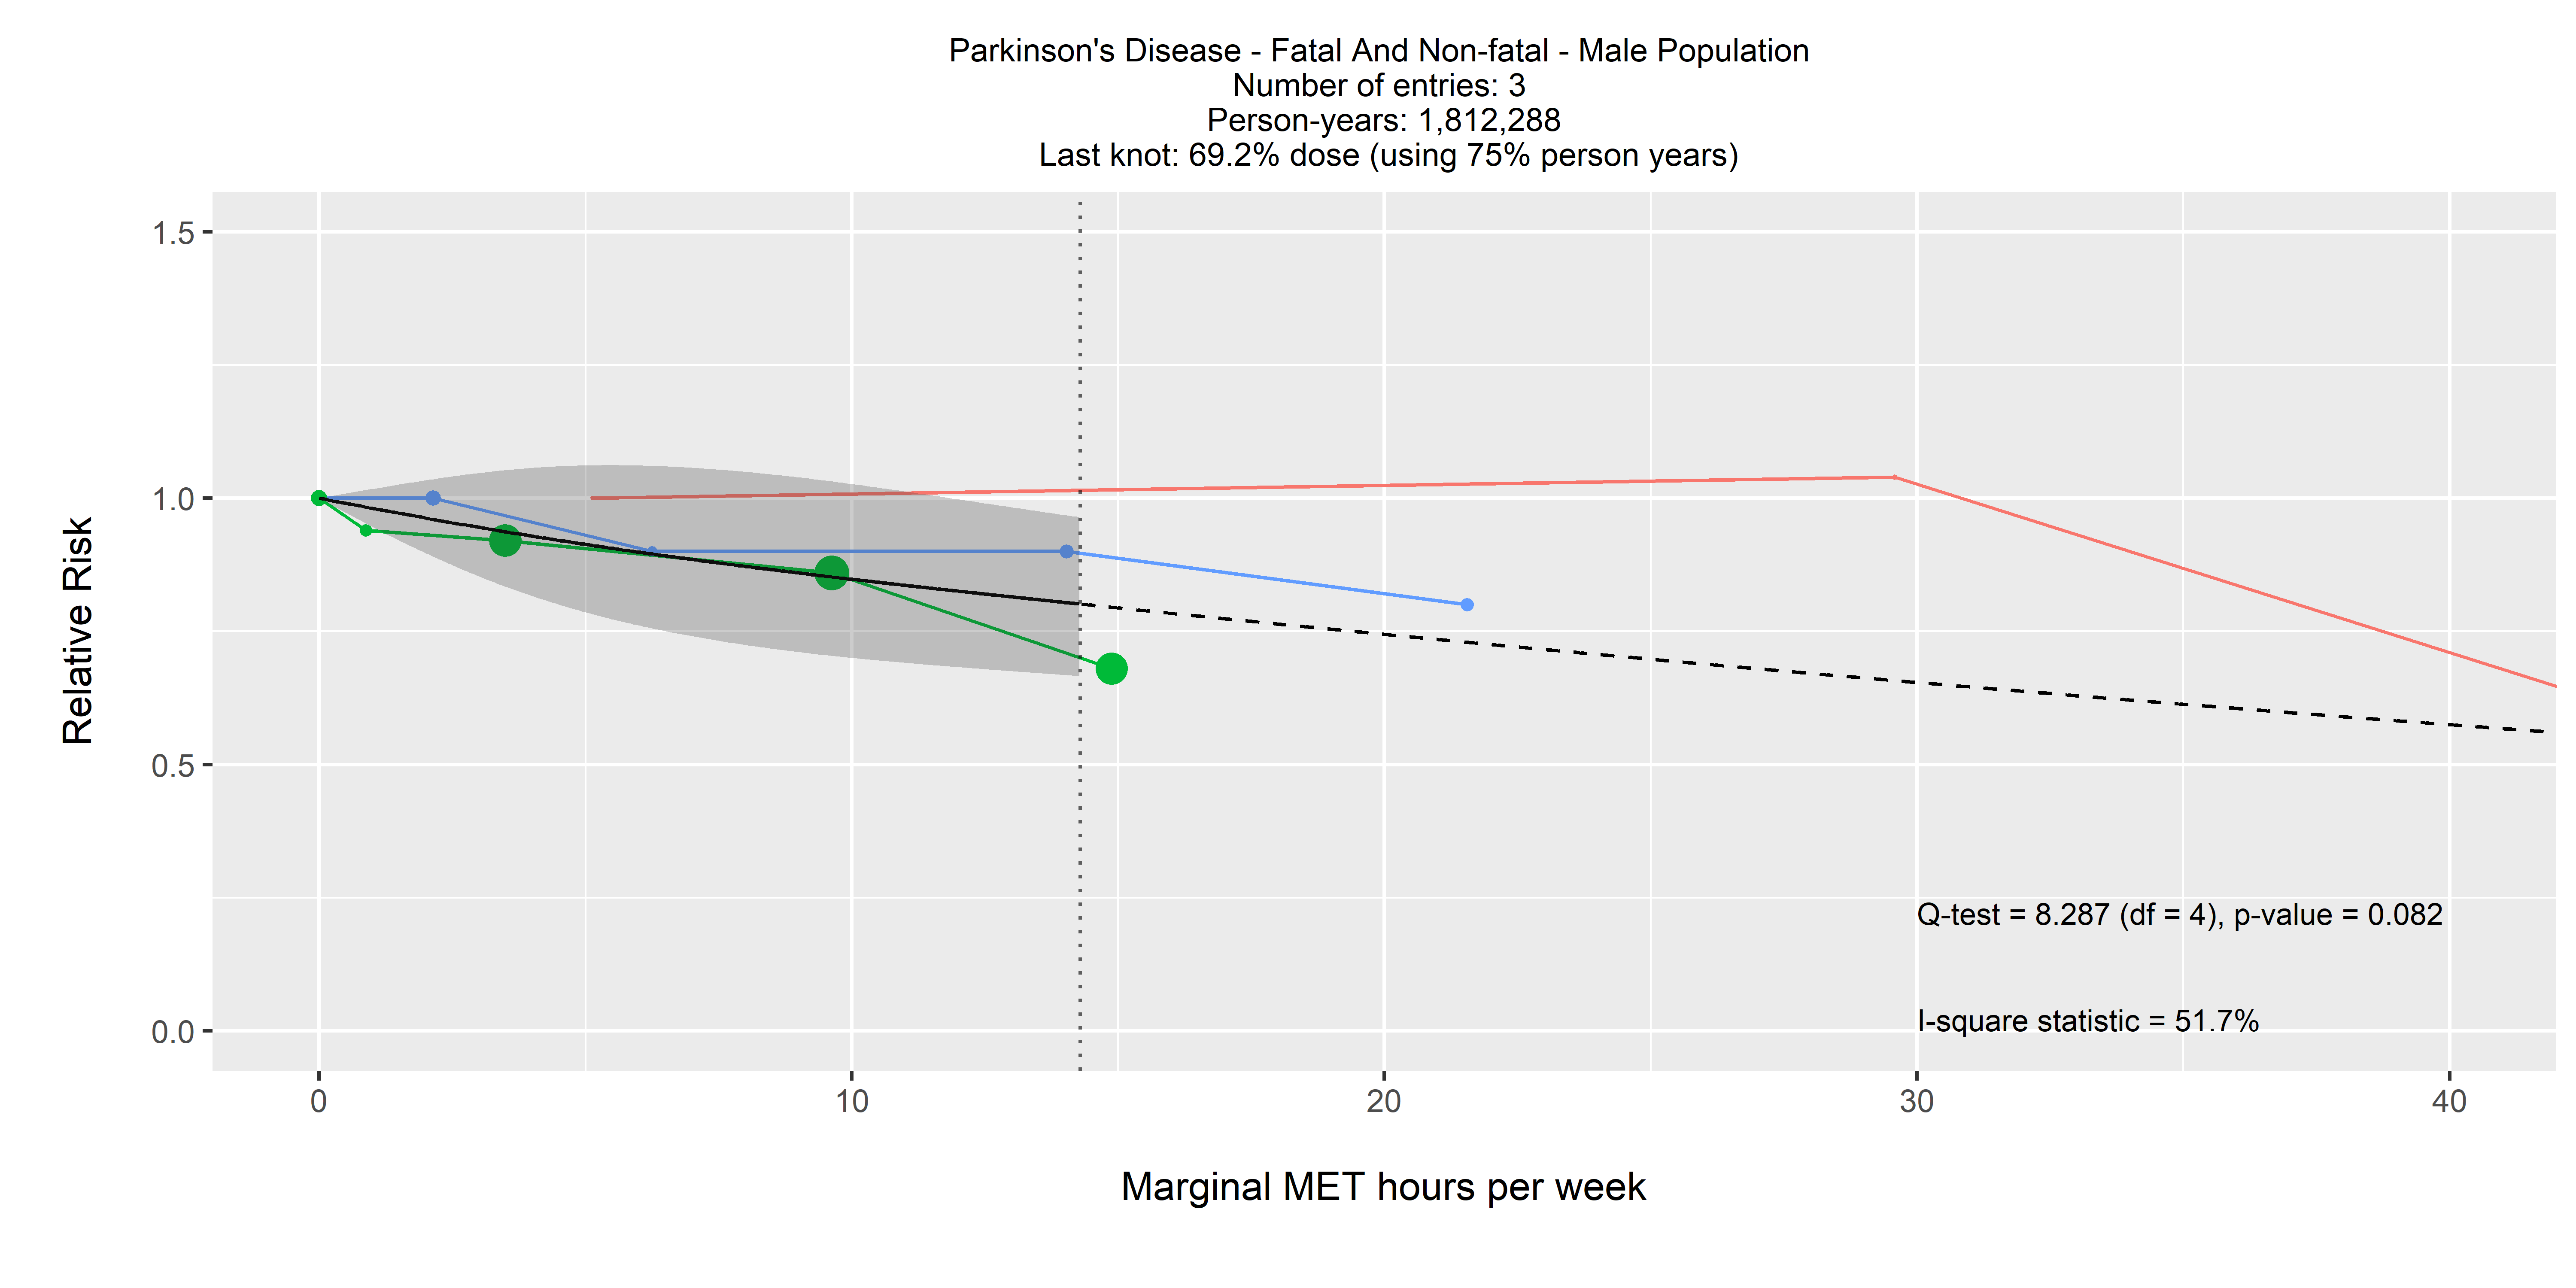 Parkinson's Disease - Fatal And Non-fatal - Male Population
Number of entries: 3
Person-years: 1,812,288
Last knot: 69.2% dose (using 75% person years)
1.5
1.0
0.5
0.0
Relative Risk
Q-test = 8.287 (df = 4), p-value = 0.082
I-square statistic = 51.7%
0 10 20 30 40
Marginal MET hours per week